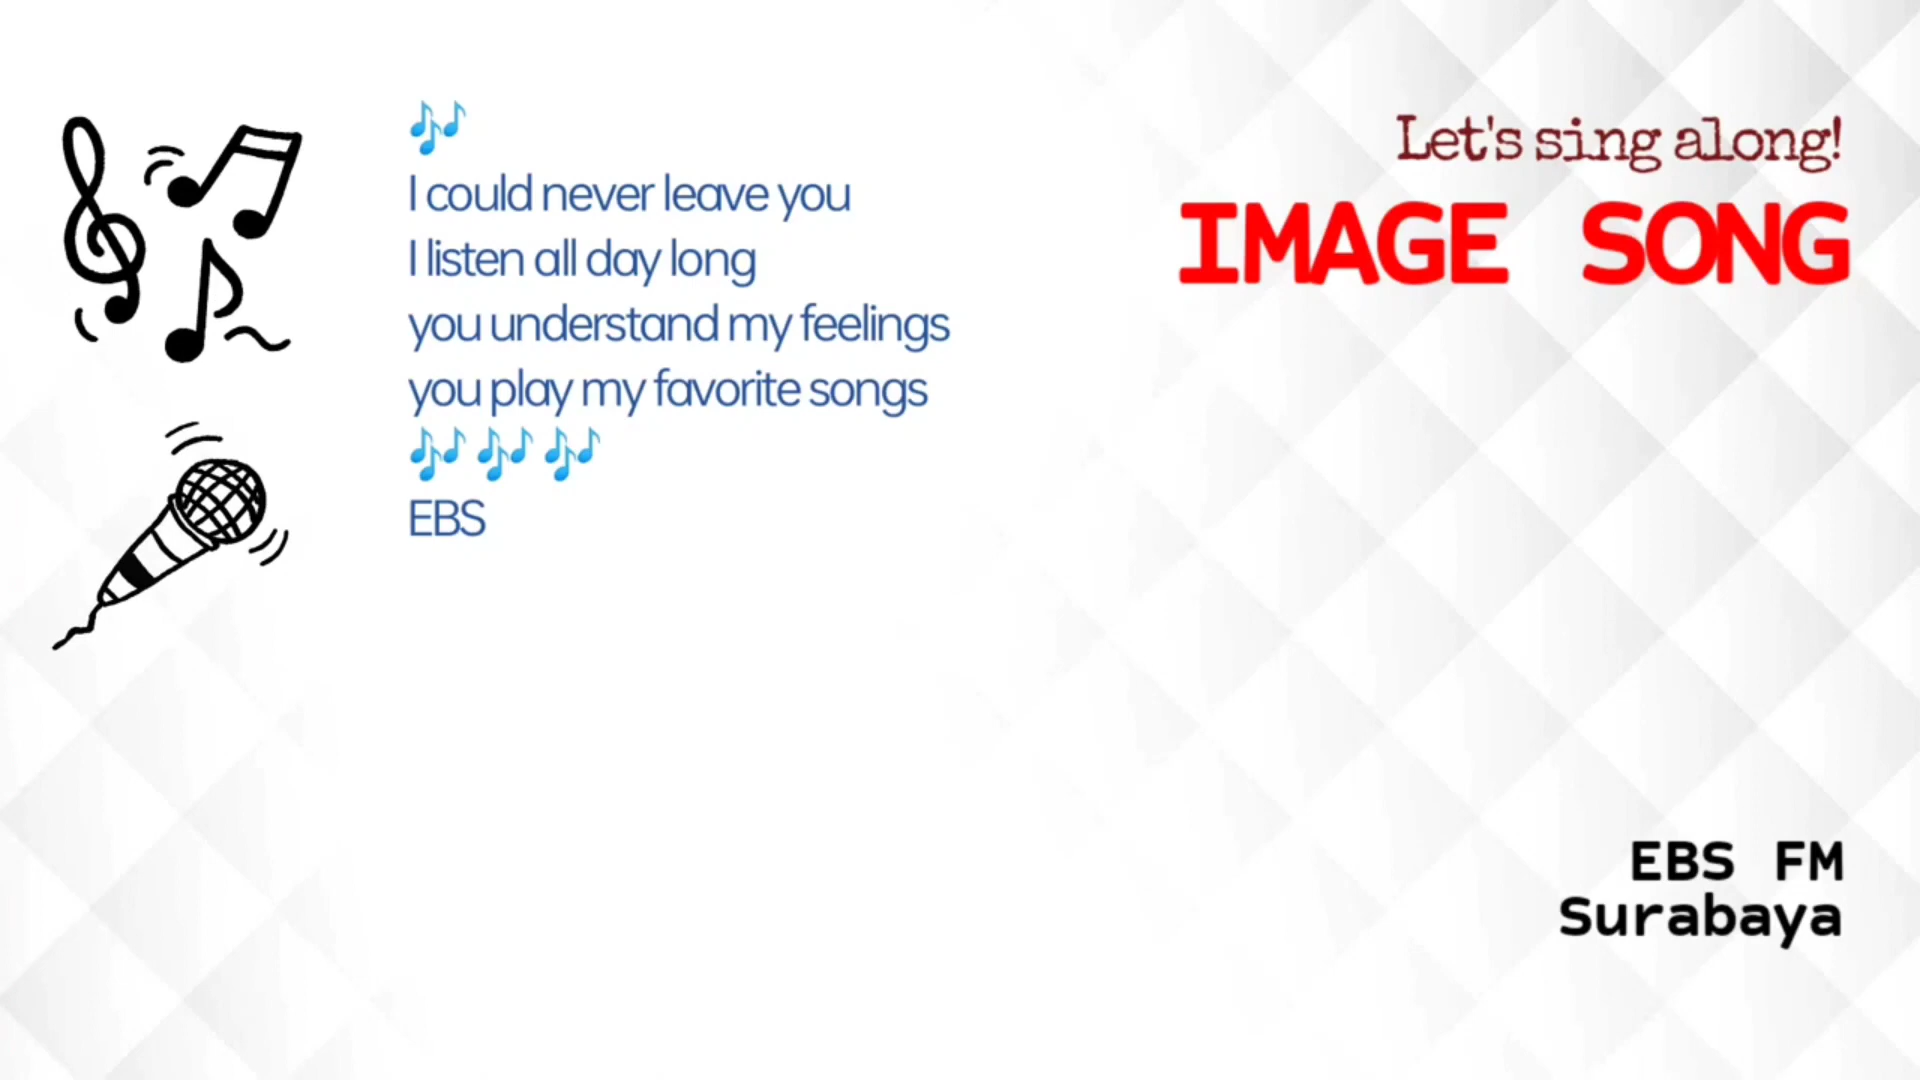 🎶
I could never leave you
I listen all day long
you understand my feelings
you play my favorite songs
🎶 🎶 🎶
EBS
Let's sing along!
IMAGE SONG
EBS FM
Surabaya